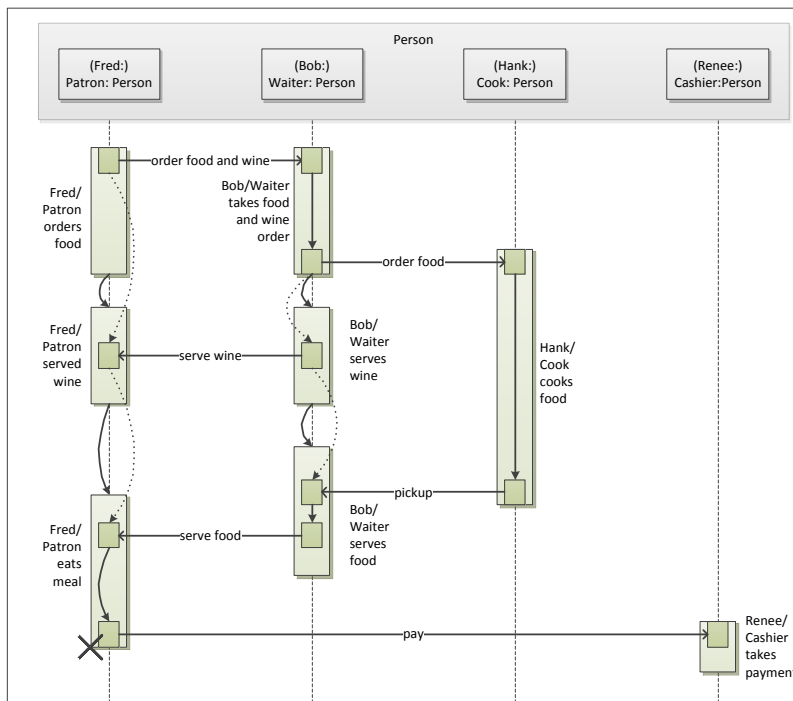 Person
(Fred:)
Patron: Person
(Bob:)
Waiter: Person
(Hank:)
Cook: Person
(Renee:)
Cashier:Person
order food and wine
Fred/
Patron
orders
food
Bob/Waiter
takes food
and wine
order
order food
Fred/
Patron
served
wine
serve wine
Bob/
Waiter
serves
wine
Hank/
Cook
cooks
food
pickup
Fred/
Patron
eats
meal
serve food
Bob/
Waiter
serves
food
pay
Renee/
Cashier
takes
payment